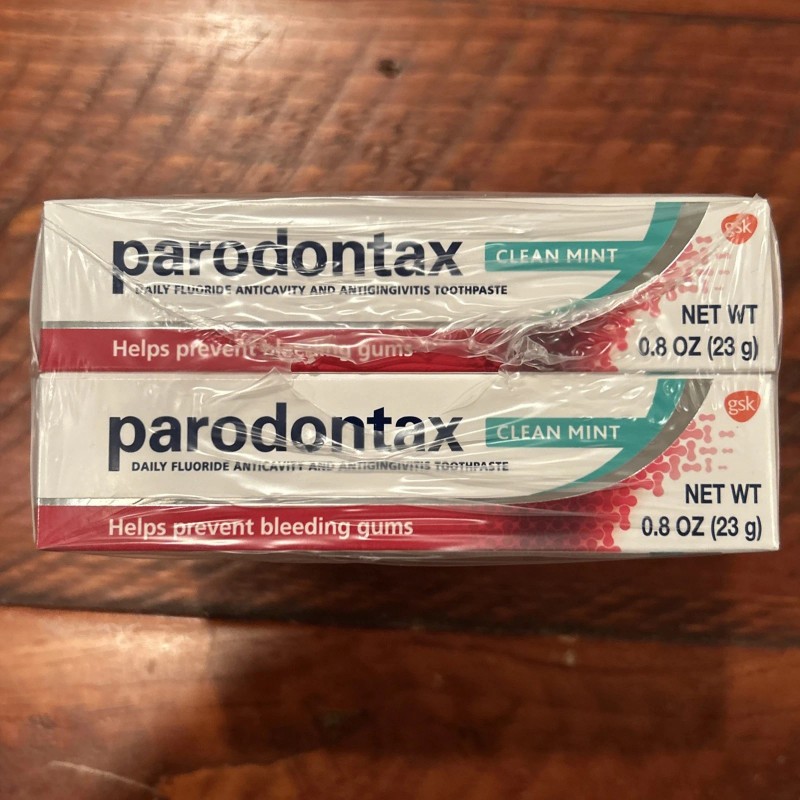 parodontax
CLEAN MINT
gsk
DAILY FLUORIDE ANTICAVITY AND ANTIGINGIVITIS TOOTHPASTE
NET WT
0.8 OZ (23 g)
Helps prevent bleeding gums
parodontax
CLEAN MINT
gsk
DAILY FLUORIDE ANTICAVITY AND ANTIGINGIVITIS TOOTHPASTE
NET WT
0.8 OZ (23 g)
Helps prevent bleeding gums